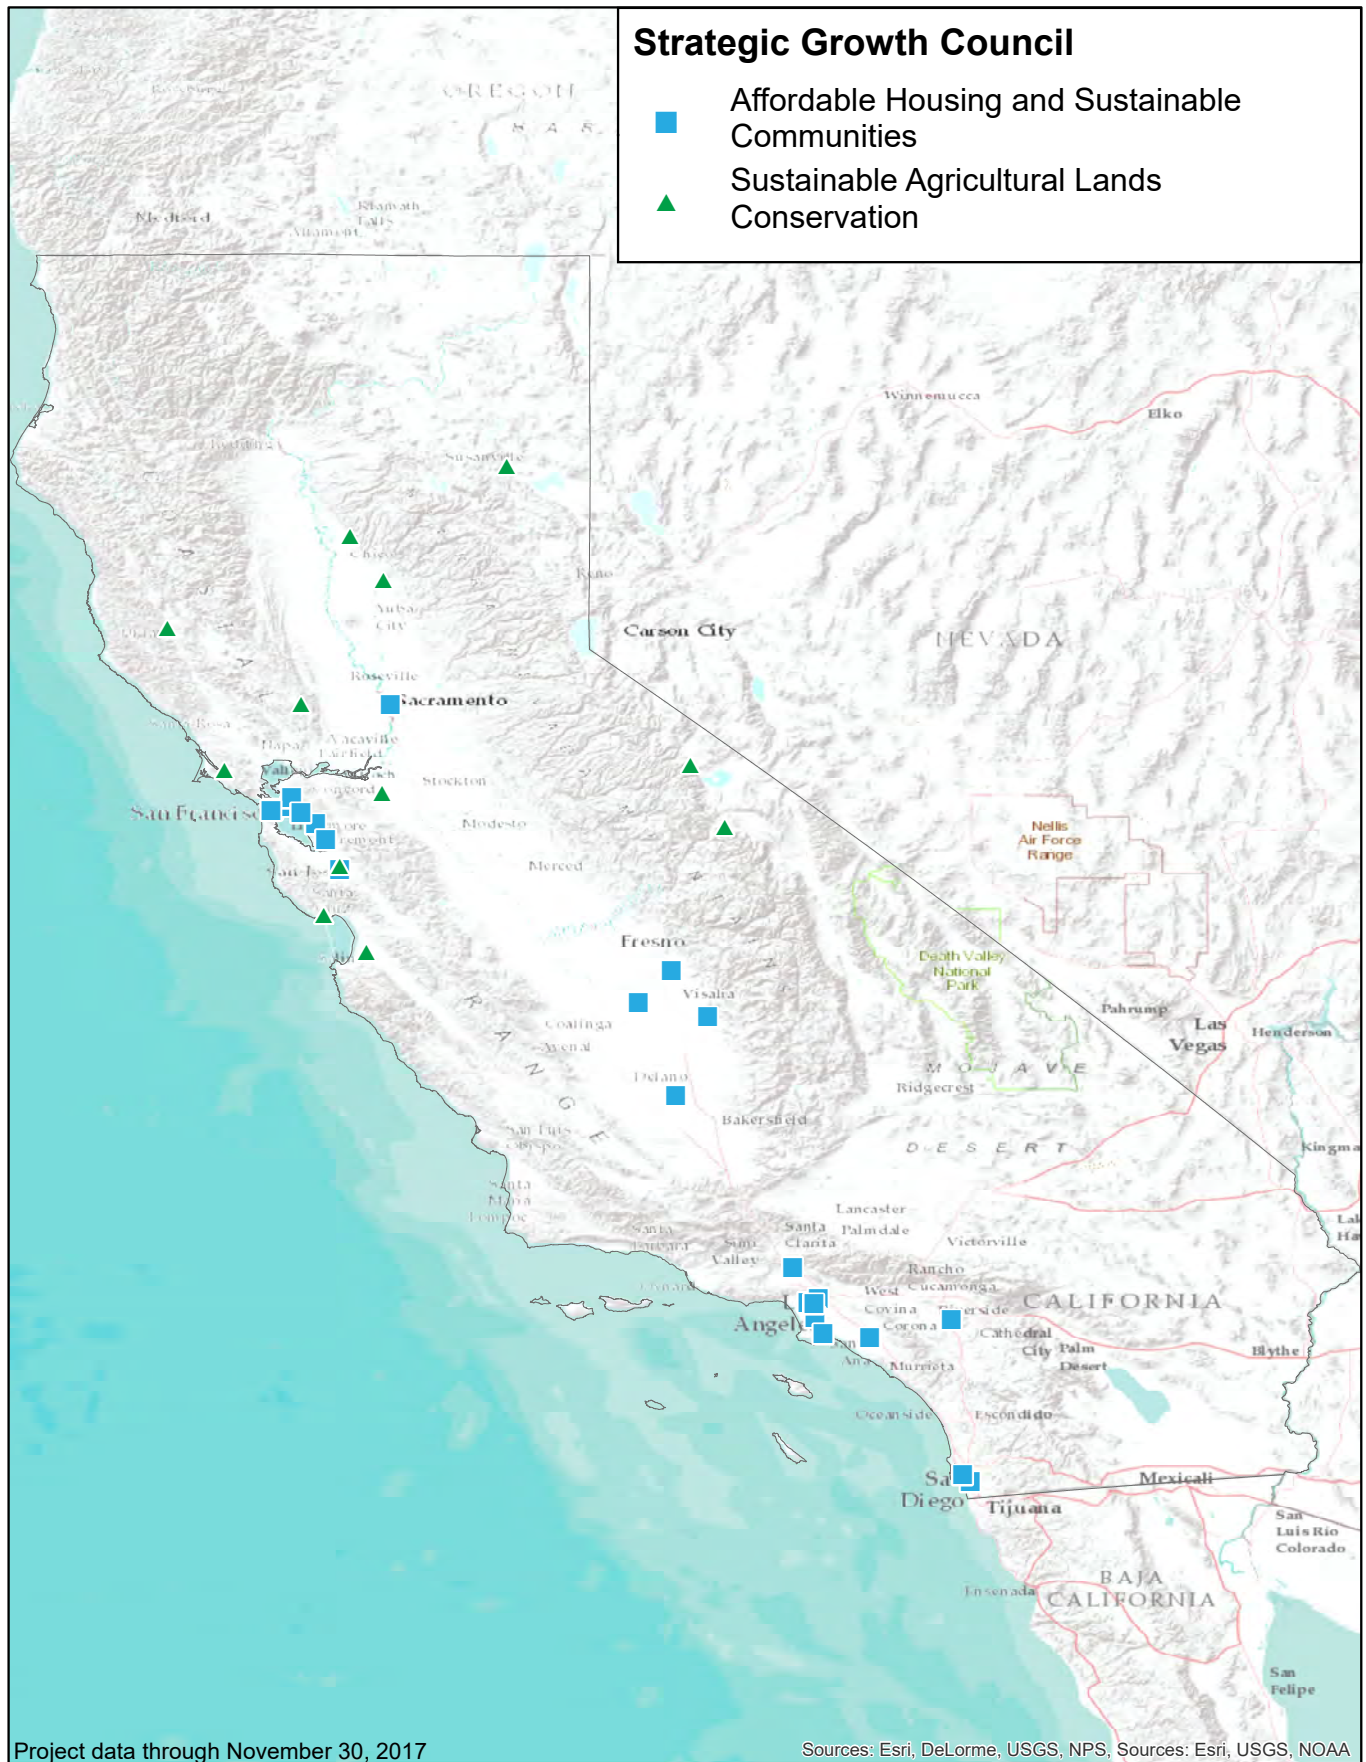 Strategic Growth Council
Affordable Housing and Sustainable
Communities
Sustainable Agricultural Lands
Conservation
OREGON
Medford
Klamath
Falls
Altamont
Winnemucca
Elko
Redding
Susanville
Chico
Reno
Yuba
City
Carson City
NEVADA
Ukiah
Roseville
Sacramento
Santa Rosa
Napa
Vacaville
Fairfield
Stockton
San Francisco
Modesto
Merced
Nellis
Air Force
Range
Fresno
Visalia
Death Valley
National
Park
Coalinga
Avenal
Pahrump
Las
Vegas
Henderson
RANGE
Delano
MOJAVE
Ridgecrest
Bakersfield
DESERT
San Luis
Obispo
Santa
Maria
Lompoc
Lancaster
Santa
Clarita
Palmdale
Santa
Barbara
Simi
Valley
Victorville
Oxnard
Rancho
Cucamonga
West
Covina
CALIFORNIA
Corona
Cathedral
City
Palm
Desert
Blythe
Murrieta
Oceanside
Escondido
Diego
Mexicali
Tijuana
San
Luis Río
Colorado
Ensenada
BAJA
CALIFORNIA
San
Felipe
Project data through November 30, 2017
Sources: Esri, DeLorme, USGS, NPS, Sources: Esri, USGS, NOAA